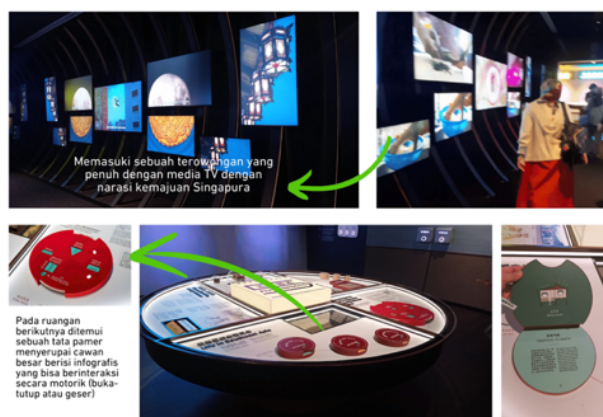 Memasuki sebuah terowongan yang
penuh dengan media TV dengan
narasi kemajuan Singapura
Pada ruangan
berikutnya ditemui
sebuah tata pamer
menyerupai cawan
besar berisi infografis
yang bisa berinteraksi
secara motorik (buka-
tutup atau geser)